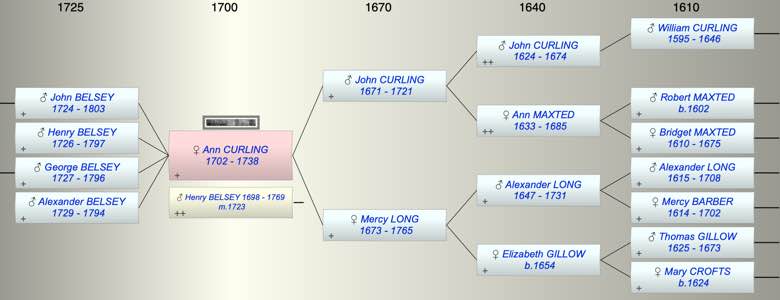 1725 1700 1670 1640 1610
♂ William CURLING
1595 - 1646
♂ John CURLING
1624 - 1674
++
♂ John CURLING
1671 - 1721
+
♂ John BELSEY
1724 - 1803
+
♂ Robert MAXTED
b.1602
+
♀ Ann MAXTED
1633 - 1685
++
♂ Henry BELSEY
1726 - 1797
+
♀ Bridget MAXTED
1610 - 1675
+
♀ Ann CURLING
1702 - 1738
+
♂ George BELSEY
1727 - 1796
+
♂ Alexander LONG
1615 - 1708
+
♂ Alexander LONG
1647 - 1731
+
♂ Henry BELSEY 1698 - 1769
m.1723
++
♂ Alexander BELSEY
1729 - 1794
+
♀ Mercy BARBER
1614 - 1702
+
♀ Mercy LONG
1673 - 1765
+
♂ Thomas GILLOW
1625 - 1673
+
♀ Elizabeth GILLOW
b.1654
+
♀ Mary CROFTS
b.1624
+